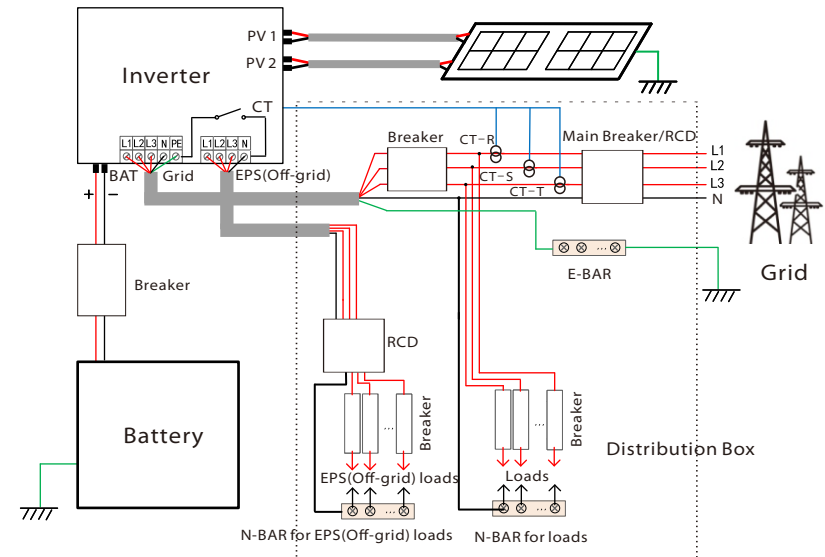 PV 1
PV 2
Inverter
CT
L1 L2 L3 N PE
L1 L2 L3 N
BAT
Grid
EPS(Off-grid)
+
−
Breaker
CT-R
CT-S
CT-T
Main Breaker/RCD
L1
L2
L3
N
...
E-BAR
Grid
Breaker
RCD
Battery
...
Breaker
...
Breaker
Distribution Box
EPS(Off-grid) loads
Loads
...
...
N-BAR for EPS(Off-grid) loads
N-BAR for loads